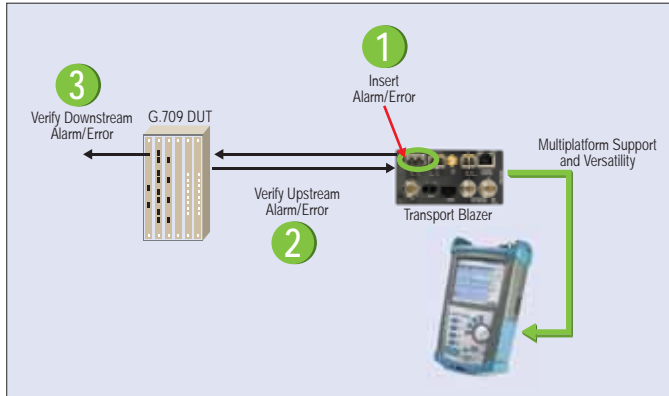 1
Insert
Alarm/Error
3
Verify Downstream
Alarm/Error
G.709 DUT
Multiplatform Support
and Versatility
Verify Upstream
Alarm/Error
2
Transport Blazer